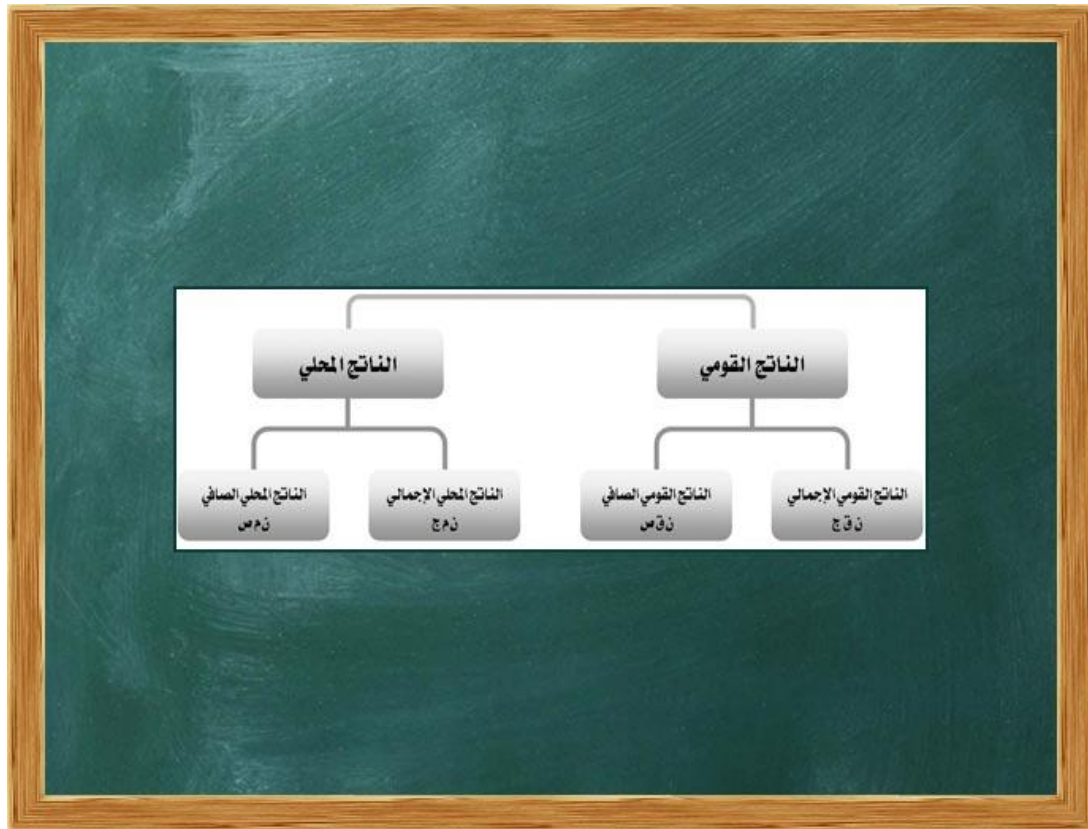 الناتج القومي
الناتج المحلي
الناتج القومي الإجمالي
ن ق ج
الناتج القومي الصافي
ن ق ص
الناتج المحلي الإجمالي
ن م ج
الناتج المحلي الصافي
ن م ص